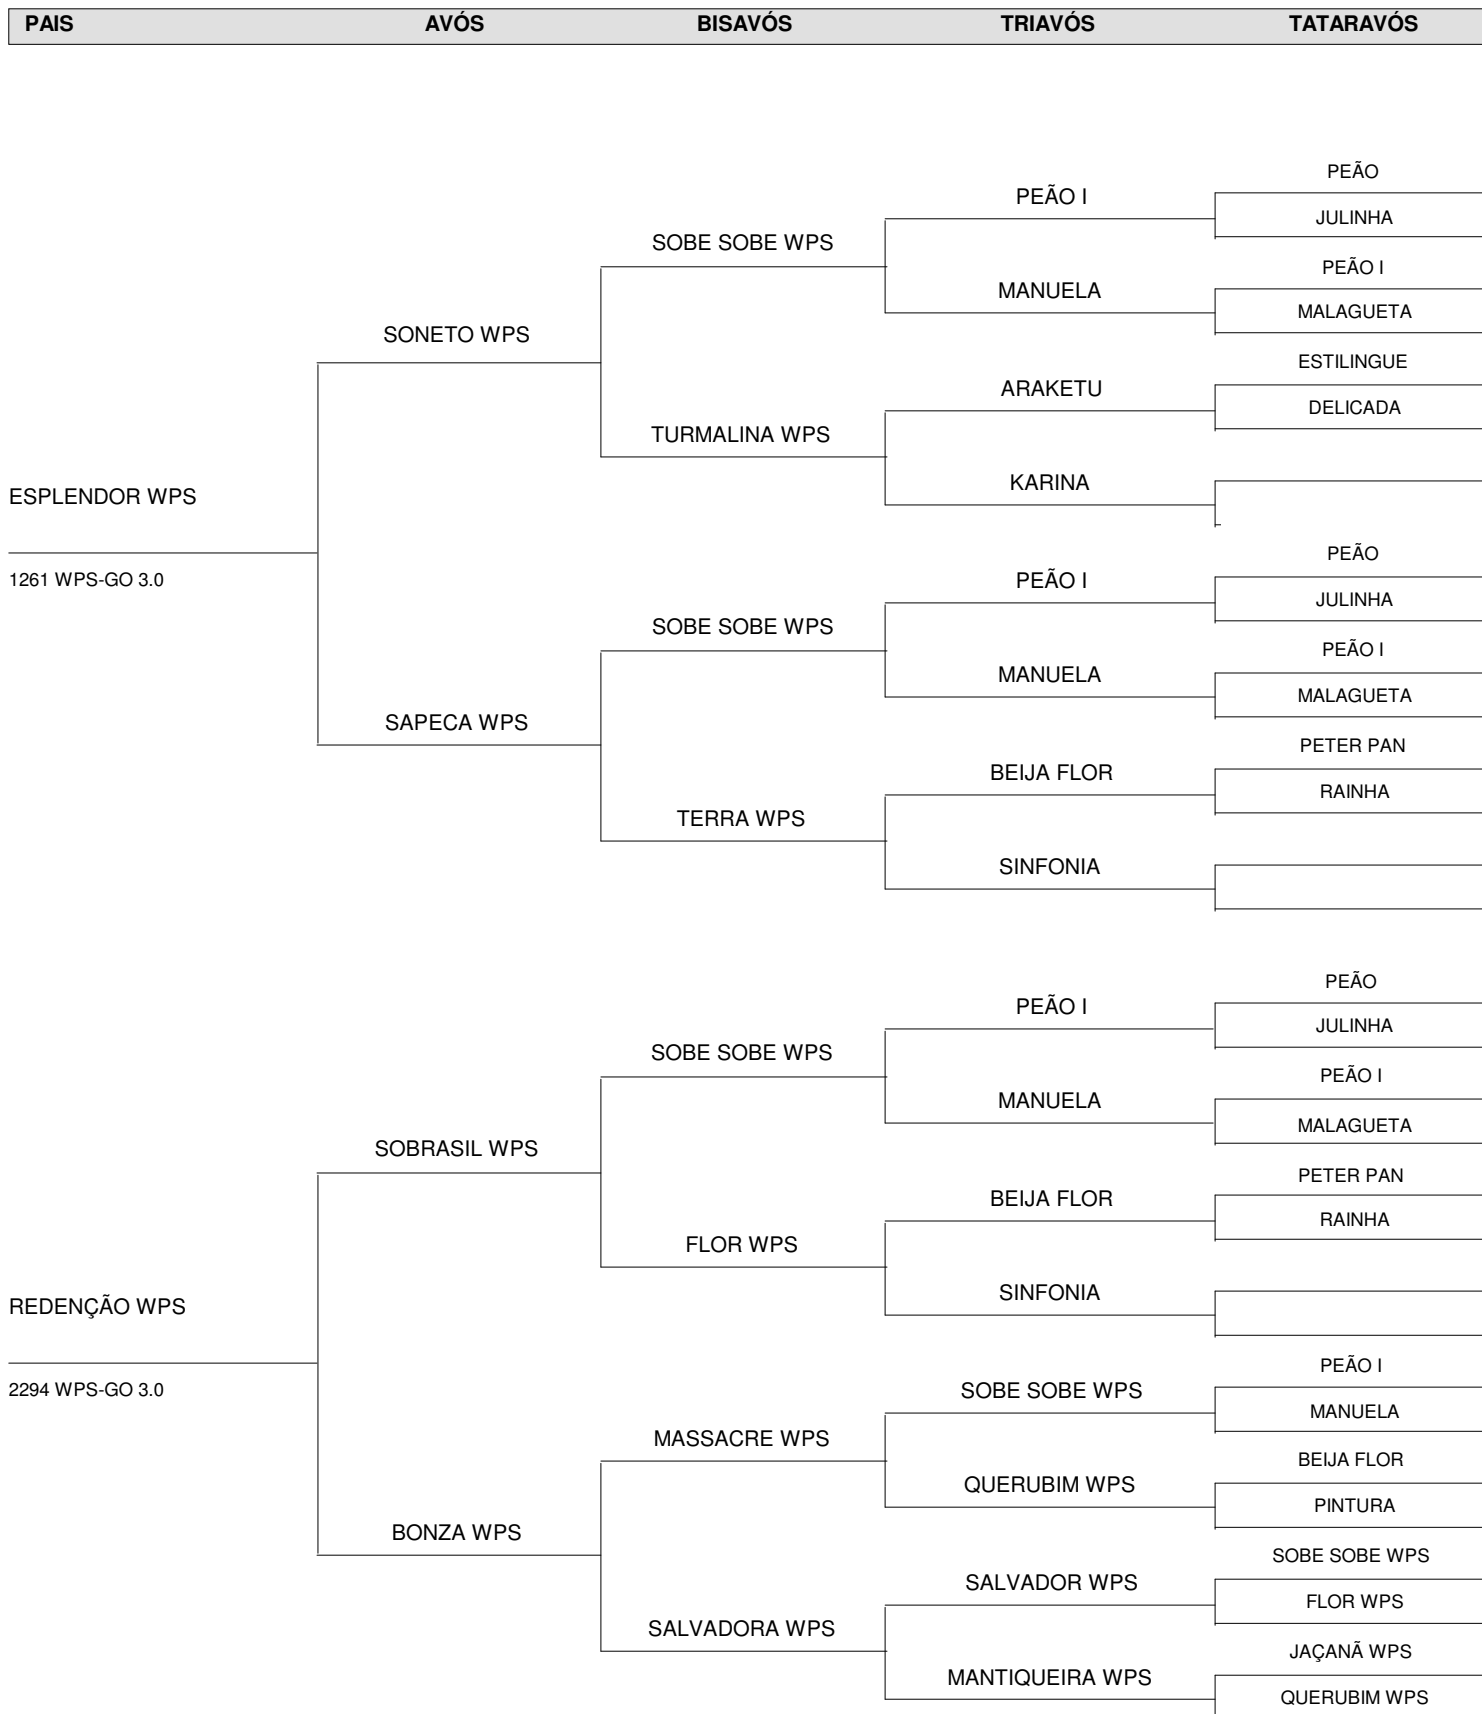 PAIS AVÓS BISAVÓS TRIAVÓS TATARAVÓS
PEÃO
PEÃO I
JULINHA
SOBE SOBE WPS
PEÃO I
MANUELA
MALAGUETA
SONETO WPS
ESTILINGUE
ARAKETU
DELICADA
TURMALINA WPS
KARINA
ESPLENDOR WPS
PEÃO
1261 WPS-GO 3.0
PEÃO I
JULINHA
SOBE SOBE WPS
PEÃO I
MANUELA
MALAGUETA
SAPECA WPS
PETER PAN
BEIJA FLOR
RAINHA
TERRA WPS
SINFONIA
PEÃO
PEÃO I
JULINHA
SOBE SOBE WPS
PEÃO I
MANUELA
MALAGUETA
SOBRASIL WPS
PETER PAN
BEIJA FLOR
RAINHA
FLOR WPS
SINFONIA
REDENÇÃO WPS
PEÃO I
2294 WPS-GO 3.0
SOBE SOBE WPS
MANUELA
MASSACRE WPS
BEIJA FLOR
QUERUBIM WPS
PINTURA
BONZA WPS
SOBE SOBE WPS
SALVADOR WPS
FLOR WPS
SALVADORA WPS
JAÇANÃ WPS
MANTIQUEIRA WPS
QUERUBIM WPS